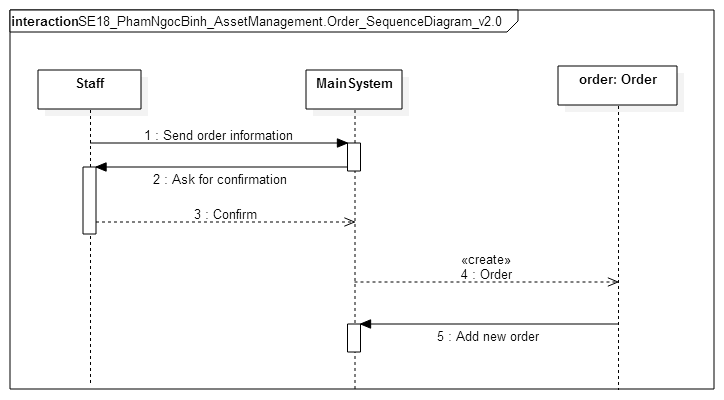 interactionSE18_PhamNgocBinh_AssetManagement.Order_SequenceDiagram_v2.0
Staff
MainSystem
order: Order
1 : Send order information
2 : Ask for confirmation
3 : Confirm
«create»
4 : Order
5 : Add new order